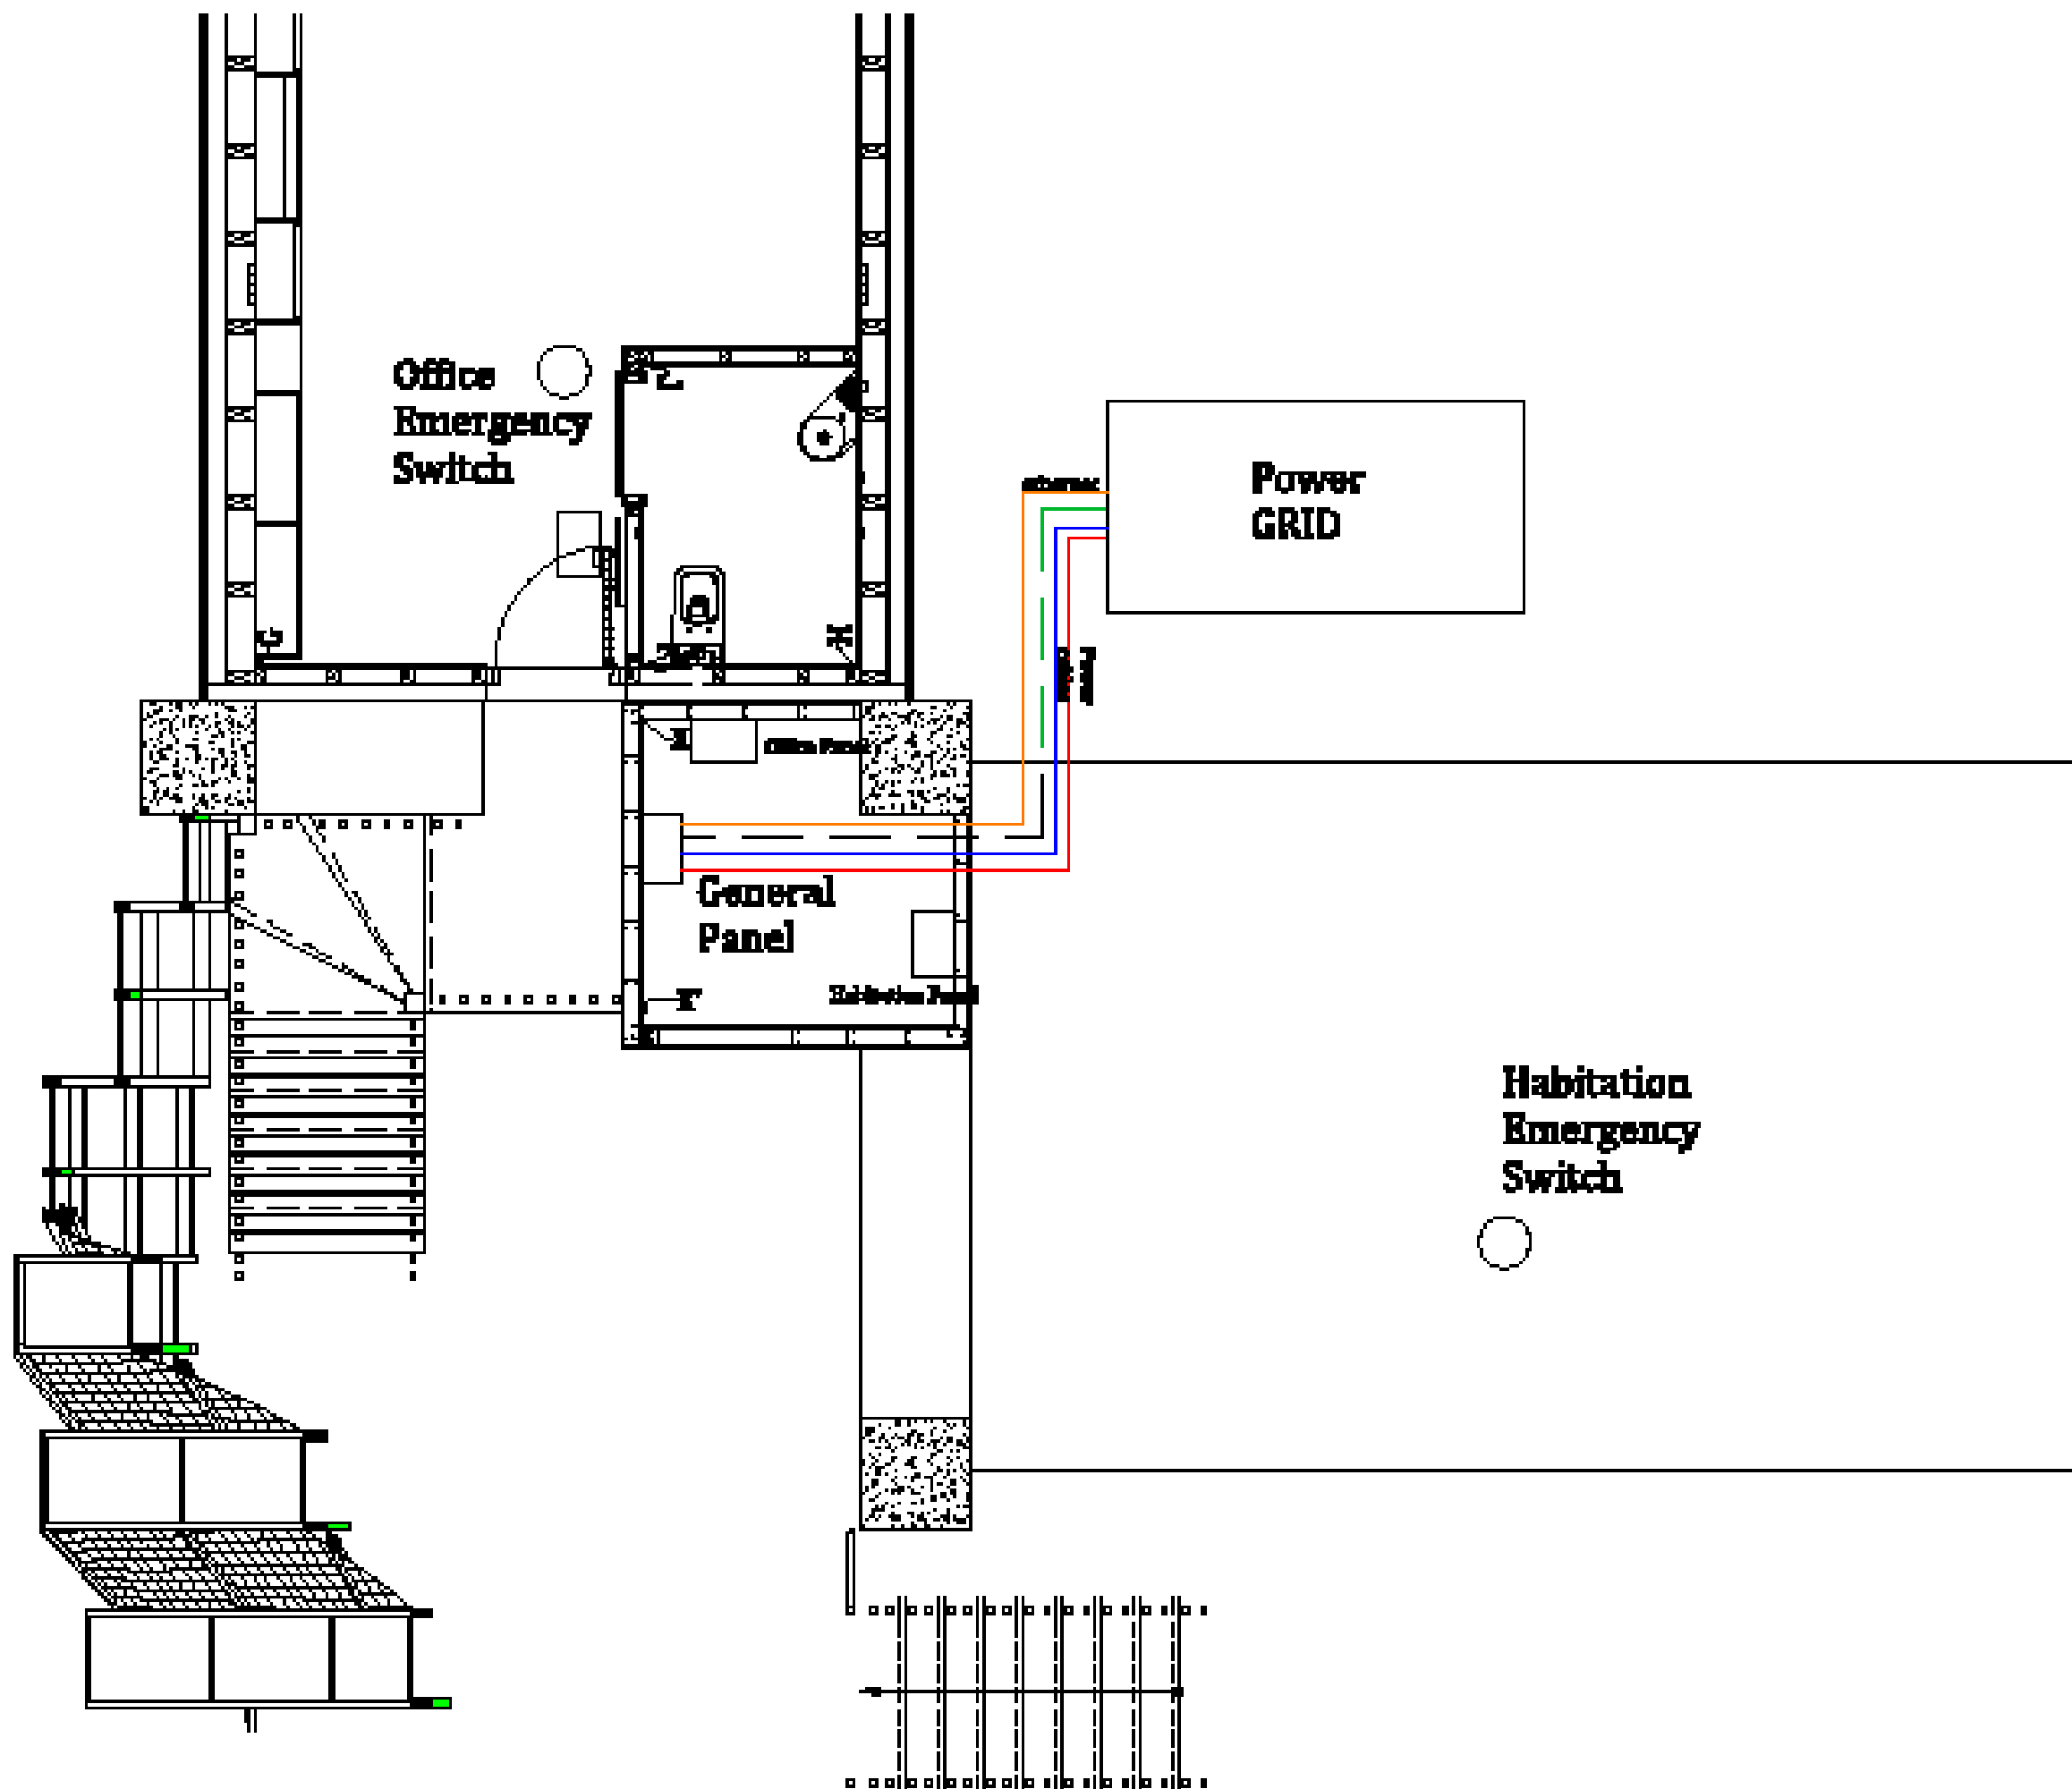 Office
Emergency
Switch
Power
GRID
G
H
Office Panel
General
Panel
Habitation Panel
Habitation
Emergency
Switch